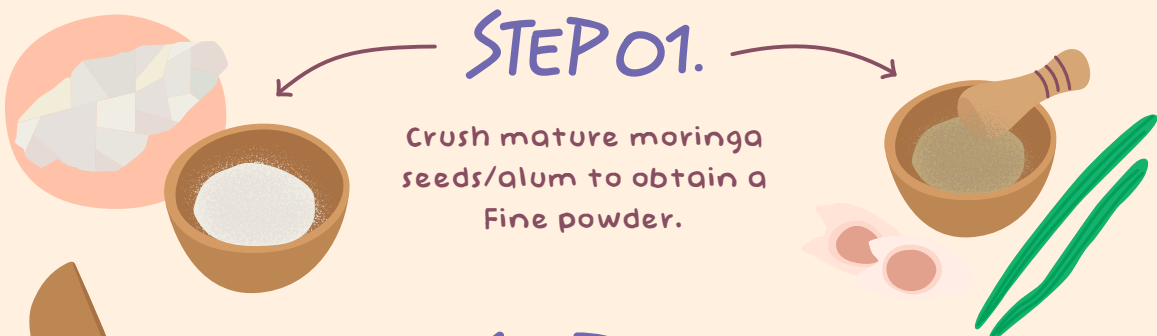 STEP 01.
Crush mature moringa
seeds/alum to obtain a
Fine powder.